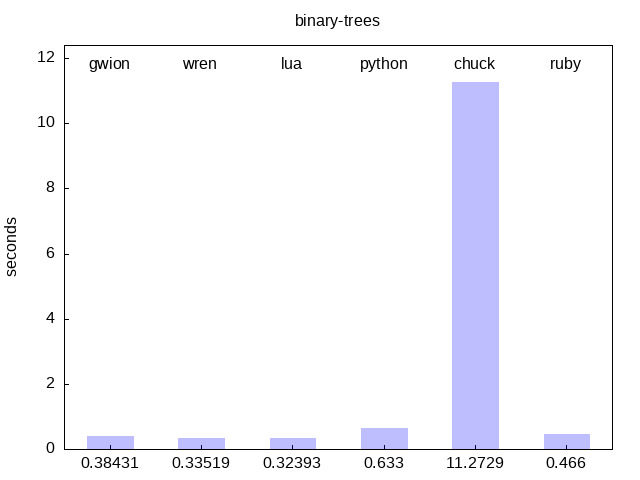 binary-trees
12
gwion wren lua python chuck ruby
10
8
6
seconds
4
2
0
0.38431 0.33519 0.32393 0.633 11.2729 0.466